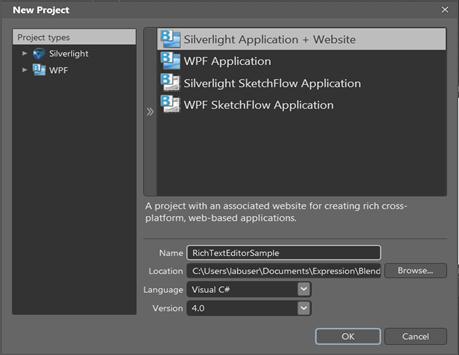 New Project
Project types
Silverlight
WPF
Silverlight Application + Website
WPF Application
Silverlight SketchFlow Application
WPF SketchFlow Application
A project with an associated website for creating rich cross-
platform, web-based applications.
Name RichTextEditorSample
Location C:\Users\labuser\Documents\Expression\Blend Browse...
Language Visual C#
Version 4.0
OK Cancel